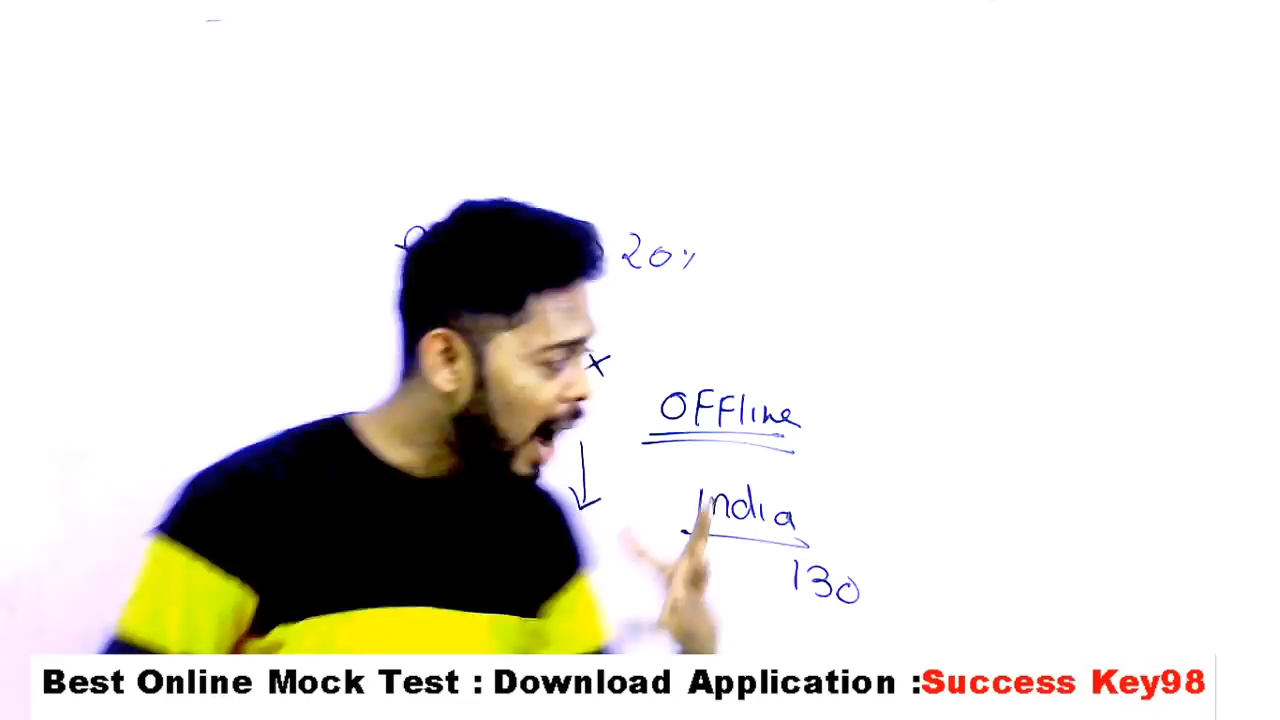 20%
x
OFFline
India
130
Best Online Mock Test : Download Application :Success Key98